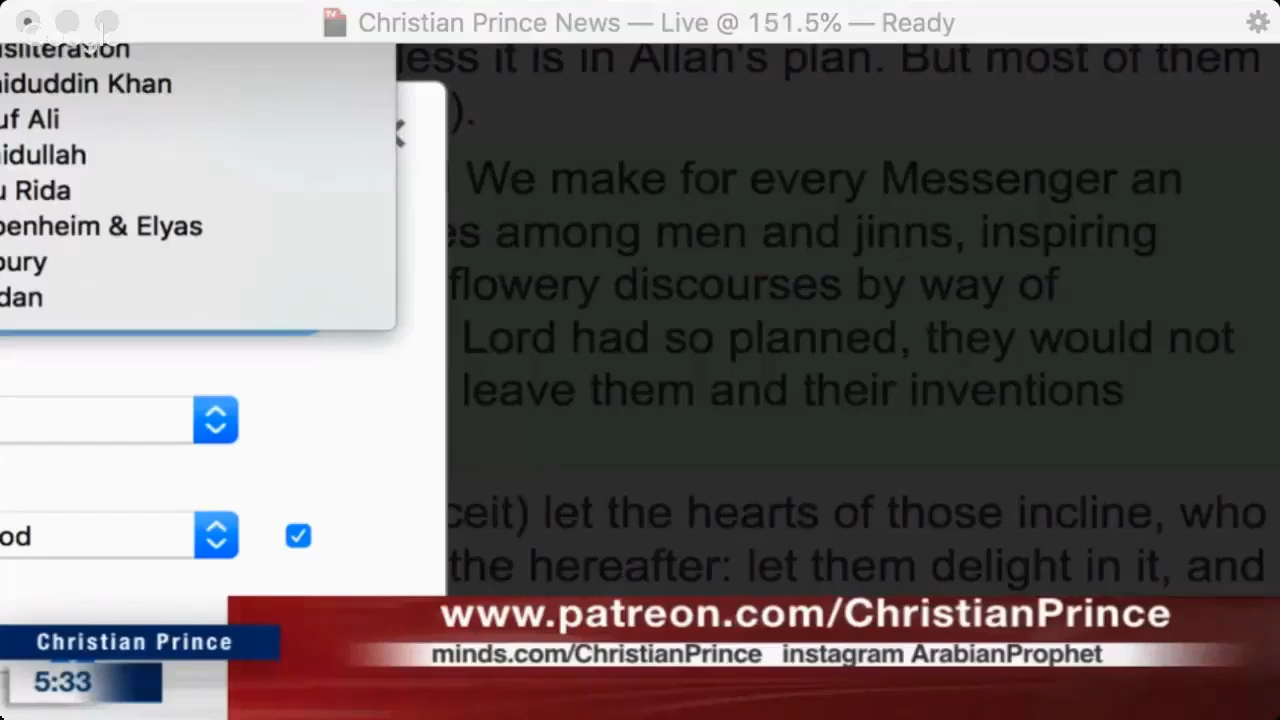 Christian Prince News — Live @ 151.5% — Ready
sliteration
iduddin Khan
uf Ali
idullah
u Rida
penheim & Elyas
bury
dan
od
less it is in Allah's plan. But most of them
).
We make for every Messenger an
es among men and jinns, inspiring
flowery discourses by way of
Lord had so planned, they would not
leave them and their inventions
ceit) let the hearts of those incline, who
the hereafter: let them delight in it, and
www.patreon.com/ChristianPrince
Christian Prince
minds.com/ChristianPrince instagram ArabianProphet
5:33